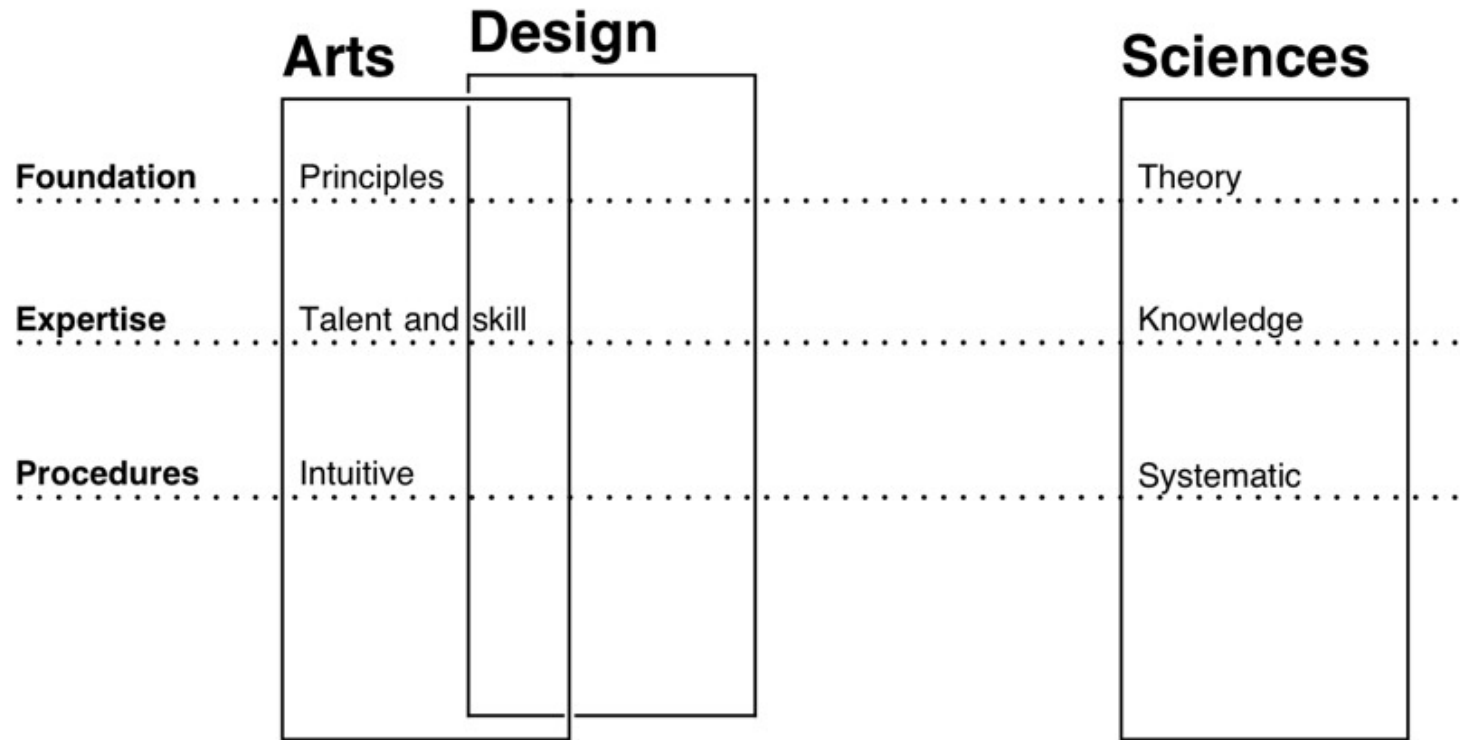 Arts Design Sciences
Foundation Principles Theory
Expertise Talent and skill Knowledge
Procedures Intuitive Systematic